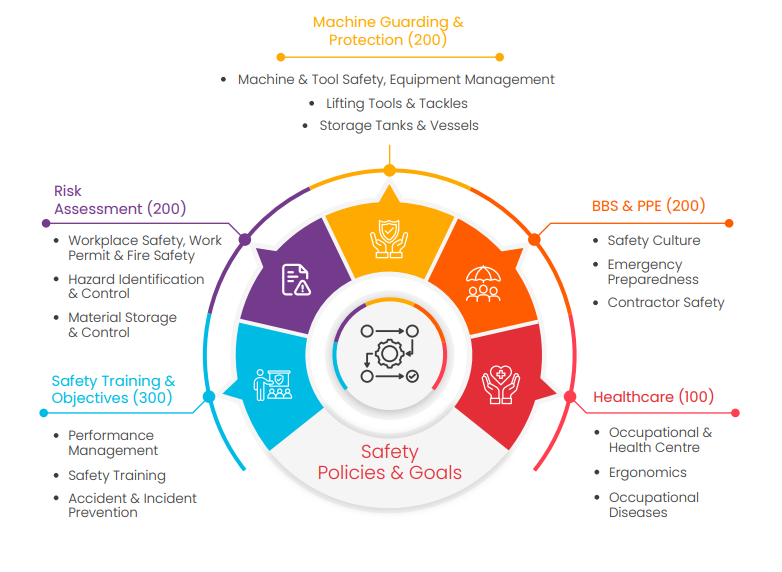 Machine Guarding &
Protection (200)
• Machine & Tool Safety, Equipment Management
• Lifting Tools & Tackles
• Storage Tanks & Vessels
Risk
Assessment (200)
• Workplace Safety, Work
Permit & Fire Safety
• Hazard Identification
& Control
• Material Storage
& Control
BBS & PPE (200)
• Safety Culture
• Emergency
Preparedness
• Contractor Safety
Safety Training &
Objectives (300)
• Performance
Management
• Safety Training
• Accident & Incident
Prevention
Healthcare (100)
• Occupational &
Health Centre
• Ergonomics
• Occupational
Diseases
Safety
Policies & Goals